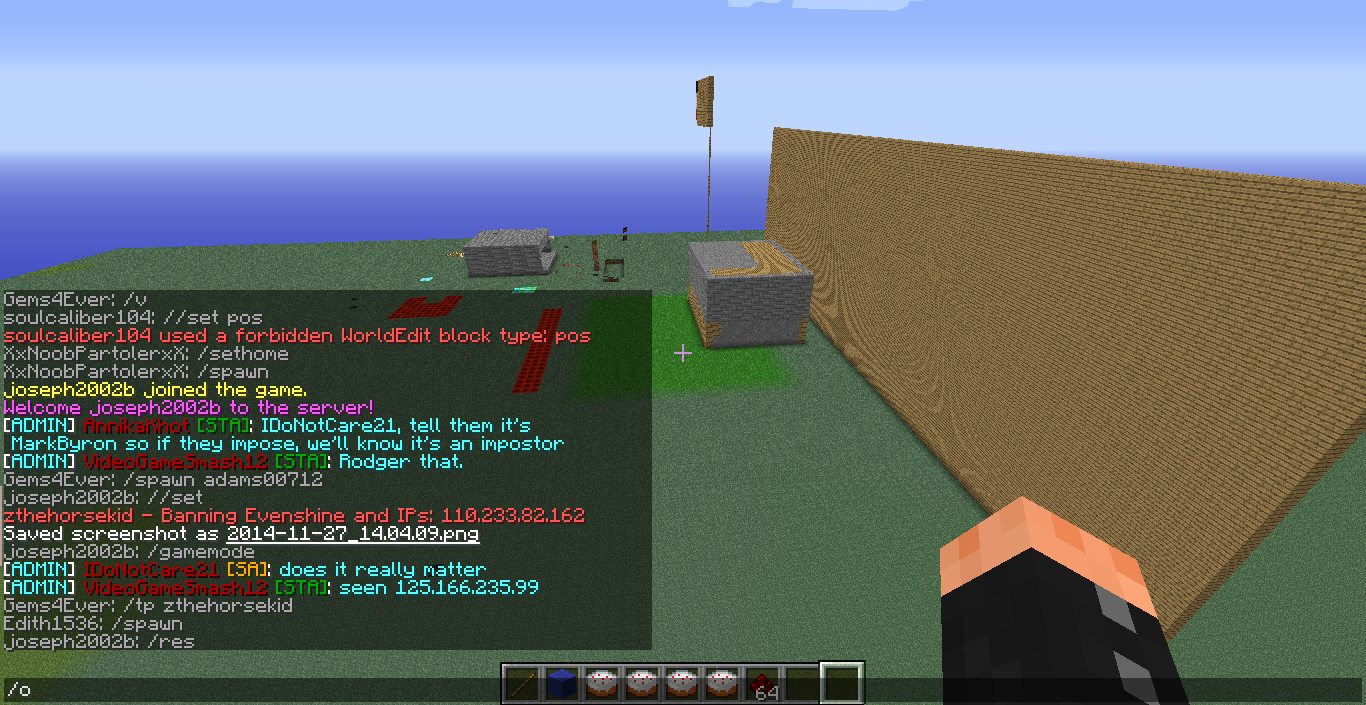 Gems4Ever: /v
soulcaliber104: //set pos
soulcaliber104 used a forbidden WorldEdit block type: pos
XxNoobPartolerxX: /sethome
XxNoobPartolerxX: /spawn
joseph2002b joined the game.
Welcome joseph2002b to the server!
[ADMIN] AnnikaKhot [STA]: IDoNotCare21, tell them it's
MarkByron so if they impose, we'll know it's an impostor
[ADMIN] VideoGameSmash12 [STA]: Rodger that.
Gems4Ever: /spawn adams00712
joseph2002b: //set
zthehorsekid - Banning Evenshine and IPs: 110.233.82.162
Saved screenshot as 2014-11-27_14.04.09.png
joseph2002b: /gamemode
[ADMIN] IDoNotCare21 [SA]: does it really matter
[ADMIN] VideoGameSmash12 [STA]: seen 125.166.235.99
Gems4Ever: /tp zthehorsekid
Edith1536: /spawn
joseph2002b: /res
/o
64